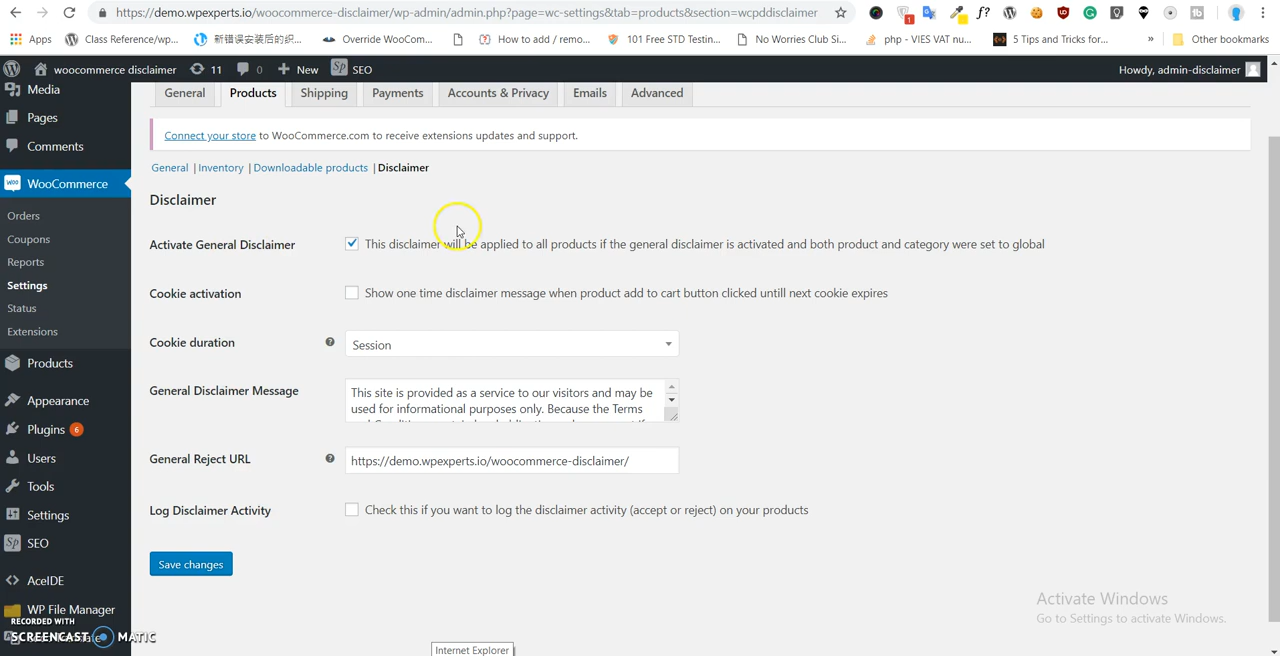 https://demo.wpexperts.io/woocommerce-disclaimer/wp-admin/admin.php?page=wc-settings&tab=products&section=wcpddisclaimer
Apps Class Reference/wp... 新错误安装后的织... Override WooCom... How to add / remo... 101 Free STD Testin... No Worries Club Si... php - VIES VAT nu... 5 Tips and Tricks for... » Other bookmarks
woocommerce disclaimer 11 0 New SEO Howdy, admin-disclaimer
Media
Pages
Comments
WooCommerce
Orders
Coupons
Reports
Settings
Status
Extensions
Products
Appearance
Plugins 6
Users
Tools
Settings
SEO
AceIDE
WP File Manager
General Products Shipping Payments Accounts & Privacy Emails Advanced
Connect your store to WooCommerce.com to receive extensions updates and support.
General | Inventory | Downloadable products | Disclaimer
Disclaimer
Activate General Disclaimer This disclaimer will be applied to all products if the general disclaimer is activated and both product and category were set to global
Cookie activation Show one time disclaimer message when product add to cart button clicked untill next cookie expires
Cookie duration Session
General Disclaimer Message This site is provided as a service to our visitors and may be
used for informational purposes only. Because the Terms
General Reject URL https://demo.wpexperts.io/woocommerce-disclaimer/
Log Disclaimer Activity Check this if you want to log the disclaimer activity (accept or reject) on your products
Save changes
Activate Windows
Go to Settings to activate Windows.
RECORDED WITH
SCREENCAST MATIC
Internet Explorer